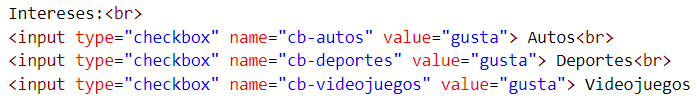 Intereses:<br>
<input type="checkbox" name="cb-autos" value="gusta"> Autos<br>
<input type="checkbox" name="cb-deportes" value="gusta"> Deportes<br>
<input type="checkbox" name="cb-videojuegos" value="gusta"> Videojuegos